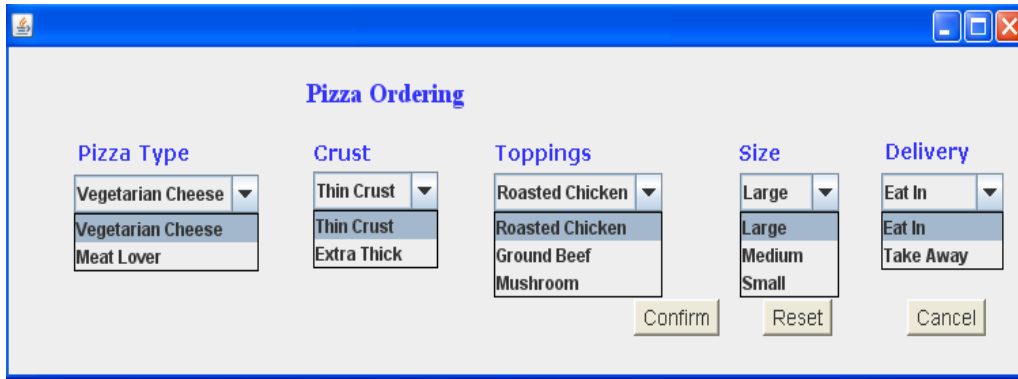 Pizza Ordering
Pizza Type Crust Toppings Size Delivery
Vegetarian Cheese Thin Crust Roasted Chicken Large Eat In
Vegetarian Cheese Thin Crust Roasted Chicken Large Eat In
Meat Lover Extra Thick Ground Beef Medium Take Away
Mushroom Small
Confirm Reset Cancel